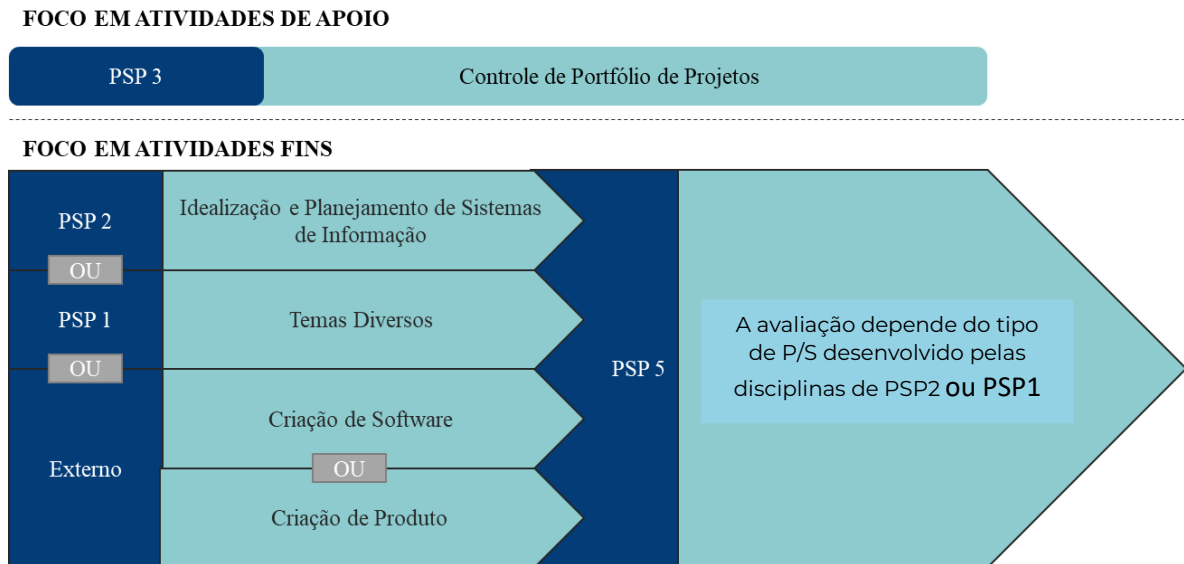 FOCO EM ATIVIDADES DE APOIO
PSP 3
Controle de Portfólio de Projetos
FOCO EM ATIVIDADES FINS
PSP 2
Idealização e Planejamento de Sistemas
de Informação
OU
PSP 1
Temas Diversos
OU
Externo
Criação de Software
OU
Criação de Produto
PSP 5
A avaliação depende do tipo
de P/S desenvolvido pelas
disciplinas de PSP2 ou PSP1